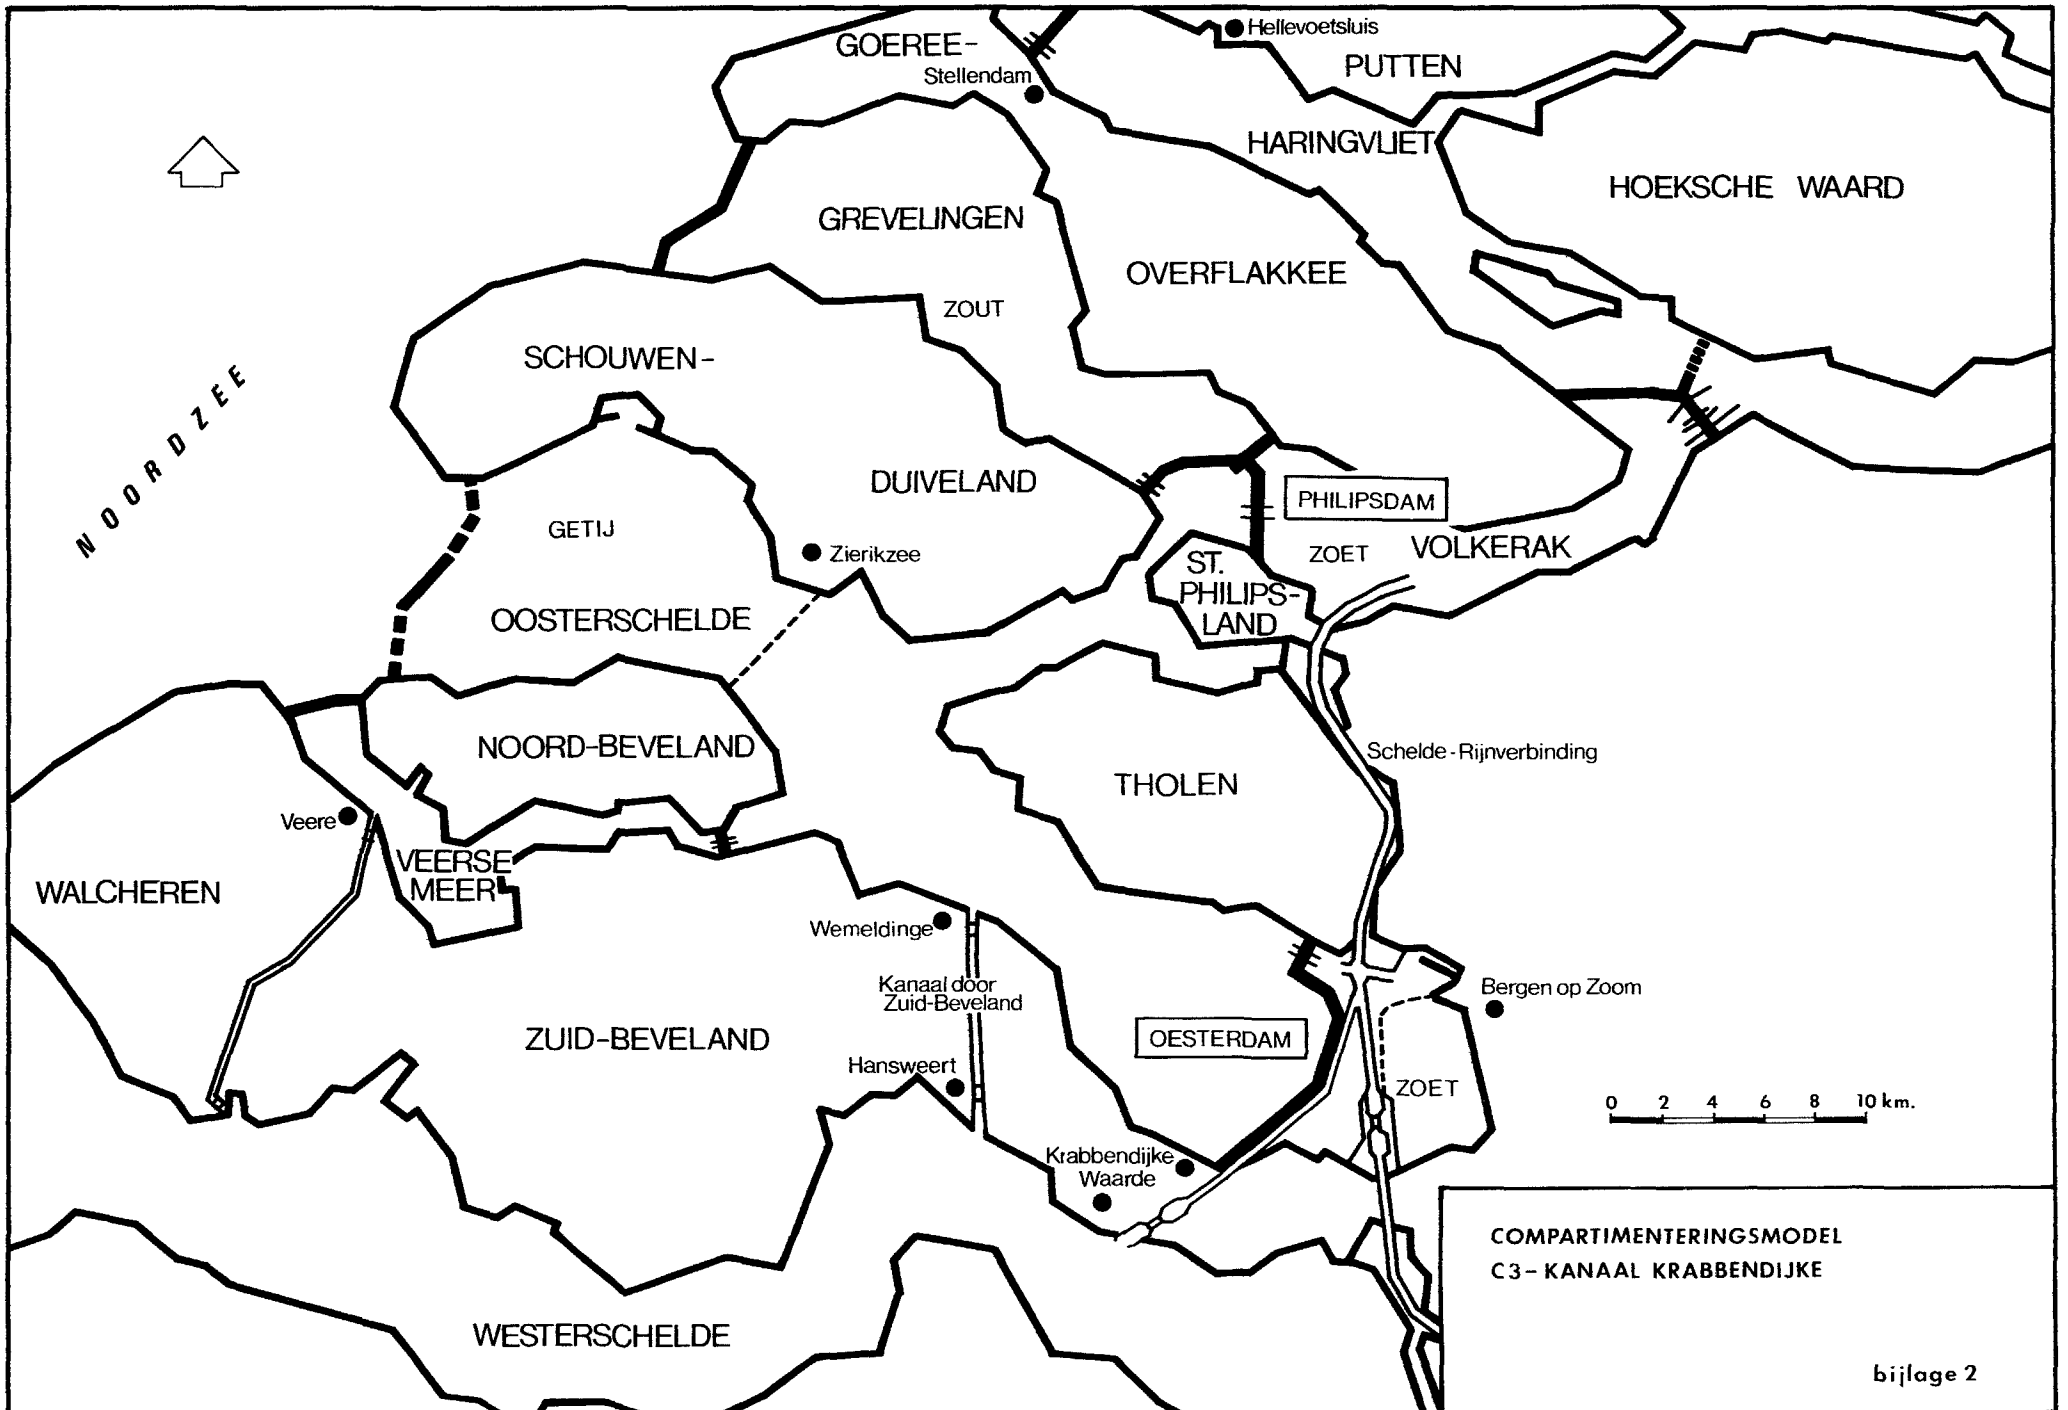 GOEREE-
Hellevoetsluis
PUTTEN
Stellendam
HARINGVLIET
HOEKSCHE WAARD
GREVELINGEN
OVERFLAKKEE
ZOUT
SCHOUWEN-
NOORDZEE
DUIVELAND
PHILIPSDAM
GETIJ
Zierikzee
ZOET
VOLKERAK
ST.
PHILIPS-
LAND
OOSTERSCHELDE
NOORD-BEVELAND
Schelde-Rijnverbinding
THOLEN
Veere
VEERSE
MEER
WALCHEREN
Wemeldinge
Kanaal door
Zuid-Beveland
Bergen op Zoom
ZUID-BEVELAND
OESTERDAM
Hansweert
ZOET
0 2 4 6 8 10 km.
Krabbendijke
Waarde
COMPARTIMENTERINGSMODEL
C3-KANAAL KRABBENDIJKE
WESTERSCHELDE
bijlage 2